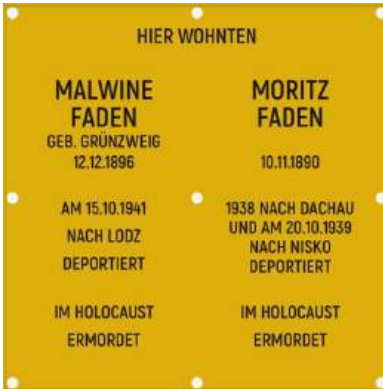 HIER WOHNTEN
MALWINE
FADEN
GEB. GRÜNZWEIG
12.12.1896
AM 15.10.1941
NACH LODZ
DEPORTIERT
IM HOLOCAUST
ERMORDET
MORITZ
FADEN
10.11.1890
1938 NACH DACHAU
UND AM 20.10.1939
NACH NISKO
DEPORTIERT
IM HOLOCAUST
ERMORDET